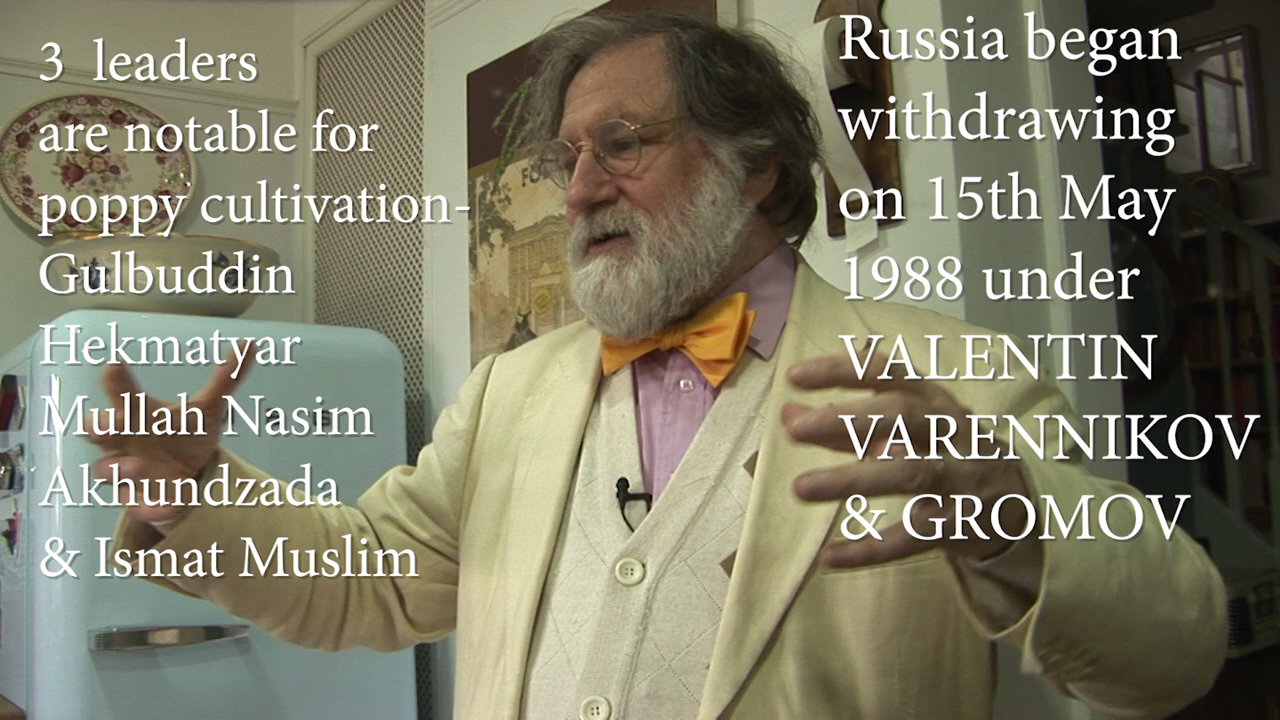 3 leaders
are notable for
poppy cultivation-
Gulbuddin
Hekmatyar
Mullah Nasim
Akhundzada
& Ismat Muslim
Russia began
withdrawing
on 15th May
1988 under
VALENTIN
VARENNIKOV
& GROMOV